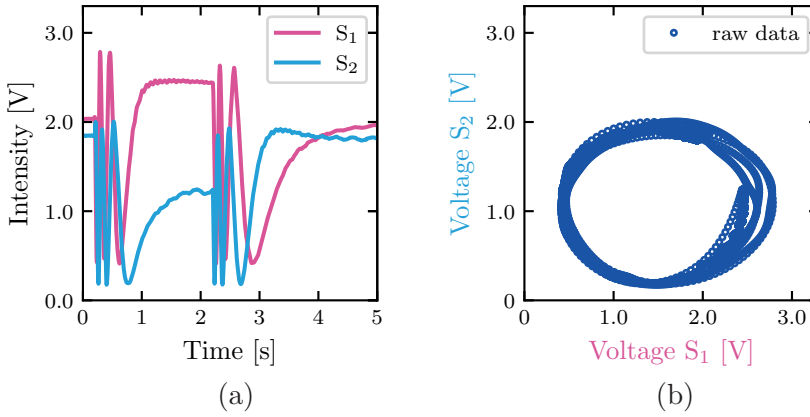 3.0
2.0
1.0
0.0
0
1
2
3
4
5
Intensity [V]
Time [s]
S1
S2
(a)
3.0
2.0
1.0
0
0
1.0
2.0
3.0
Voltage S2 [V]
Voltage S1 [V]
raw data
(b)